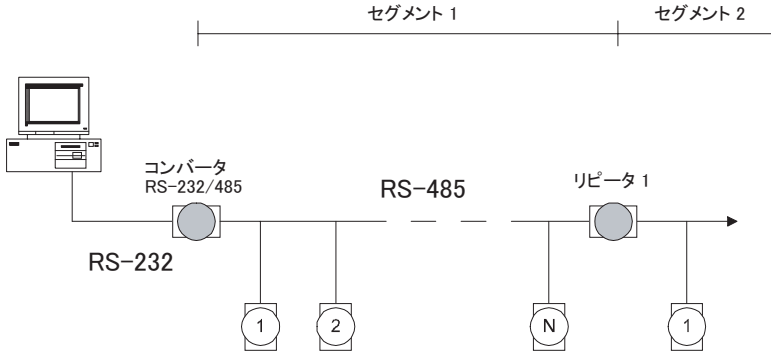 セグメント 1
セグメント 2
コンバータ
RS-232/485
RS-485
リピータ 1
RS-232
1
2
N
1